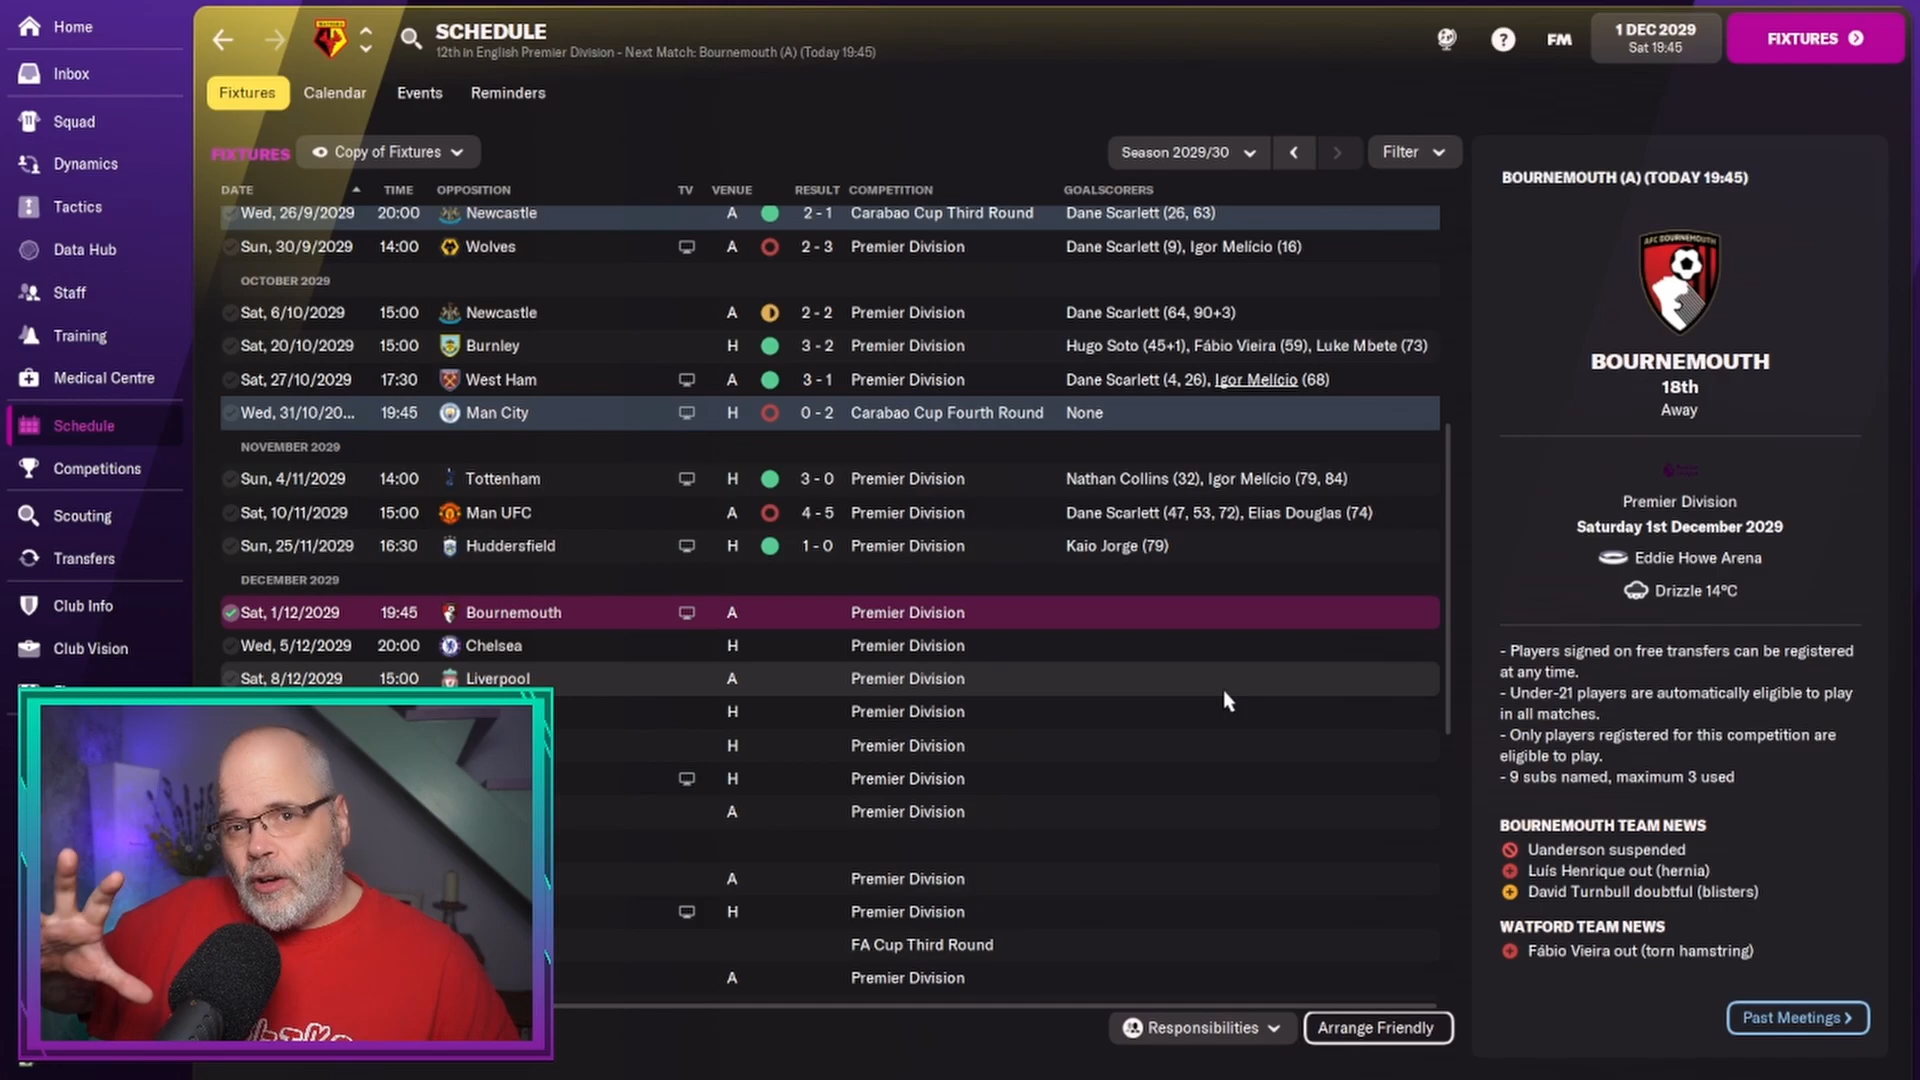 Home
Inbox
Squad
Dynamics
Tactics
Data Hub
Staff
Training
Medical Centre
Schedule
Competitions
Scouting
Transfers
Club Info
Club Vision
SCHEDULE
12th in English Premier Division - Next Match: Bournemouth (A) (Today 19:45)
?
FM
1 DEC 2029
Sat 19:45
FIXTURES
Fixtures Calendar Events Reminders
FIXTURES Copy of Fixtures
Season 2029/30
Filter
DATE TIME OPPOSITION TV VENUE RESULT COMPETITION GOALSCORERS
Wed, 26/9/2029 20:00 Newcastle A 2 - 1 Carabao Cup Third Round Dane Scarlett (26, 63)
Sun, 30/9/2029 14:00 Wolves A 2 - 3 Premier Division Dane Scarlett (9), Igor Melício (16)
OCTOBER 2029
Sat, 6/10/2029 15:00 Newcastle A 2 - 2 Premier Division Dane Scarlett (64, 90+3)
Sat, 20/10/2029 15:00 Burnley H 3 - 2 Premier Division Hugo Soto (45+1), Fábio Vieira (59), Luke Mbete (73)
Sat, 27/10/2029 17:30 West Ham A 3 - 1 Premier Division Dane Scarlett (4, 26), Igor Melício (68)
Wed, 31/10/20... 19:45 Man City H 0 - 2 Carabao Cup Fourth Round None
NOVEMBER 2029
Sun, 4/11/2029 14:00 Tottenham H 3 - 0 Premier Division Nathan Collins (32), Igor Melício (79, 84)
Sat, 10/11/2029 15:00 Man UFC A 4 - 5 Premier Division Dane Scarlett (47, 53, 72), Elias Douglas (74)
Sun, 25/11/2029 16:30 Huddersfield H 1 - 0 Premier Division Kaio Jorge (79)
DECEMBER 2029
Sat, 1/12/2029 19:45 Bournemouth A Premier Division
Wed, 5/12/2029 20:00 Chelsea H Premier Division
Sat, 8/12/2029 15:00 Liverpool A Premier Division
H Premier Division
H Premier Division
H Premier Division
A Premier Division
A Premier Division
H Premier Division
FA Cup Third Round
A Premier Division
Responsibilities
Arrange Friendly
BOURNEMOUTH (A) (TODAY 19:45)
AFC BOURNEMOUTH
BOURNEMOUTH
18th
Away
Premier Division
Saturday 1st December 2029
Eddie Howe Arena
Drizzle 14°C
- Players signed on free transfers can be registered
at any time.
- Under-21 players are automatically eligible to play
in all matches.
- Only players registered for this competition are
eligible to play.
- 9 subs named, maximum 3 used
BOURNEMOUTH TEAM NEWS
Uanderson suspended
Luís Henrique out (hernia)
David Turnbull doubtful (blisters)
WATFORD TEAM NEWS
Fábio Vieira out (torn hamstring)
Past Meetings